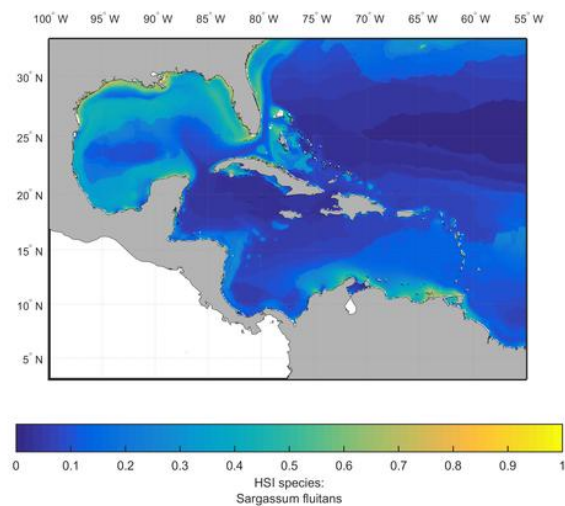 100° W 95° W 90° W 85° W 80° W 75° W 70° W 65° W 60° W 55° W
30° N
25° N
20° N
15° N
10° N
5° N
0 0.1 0.2 0.3 0.4 0.5 0.6 0.7 0.8 0.9 1
HSI species:
Sargassum fluitans